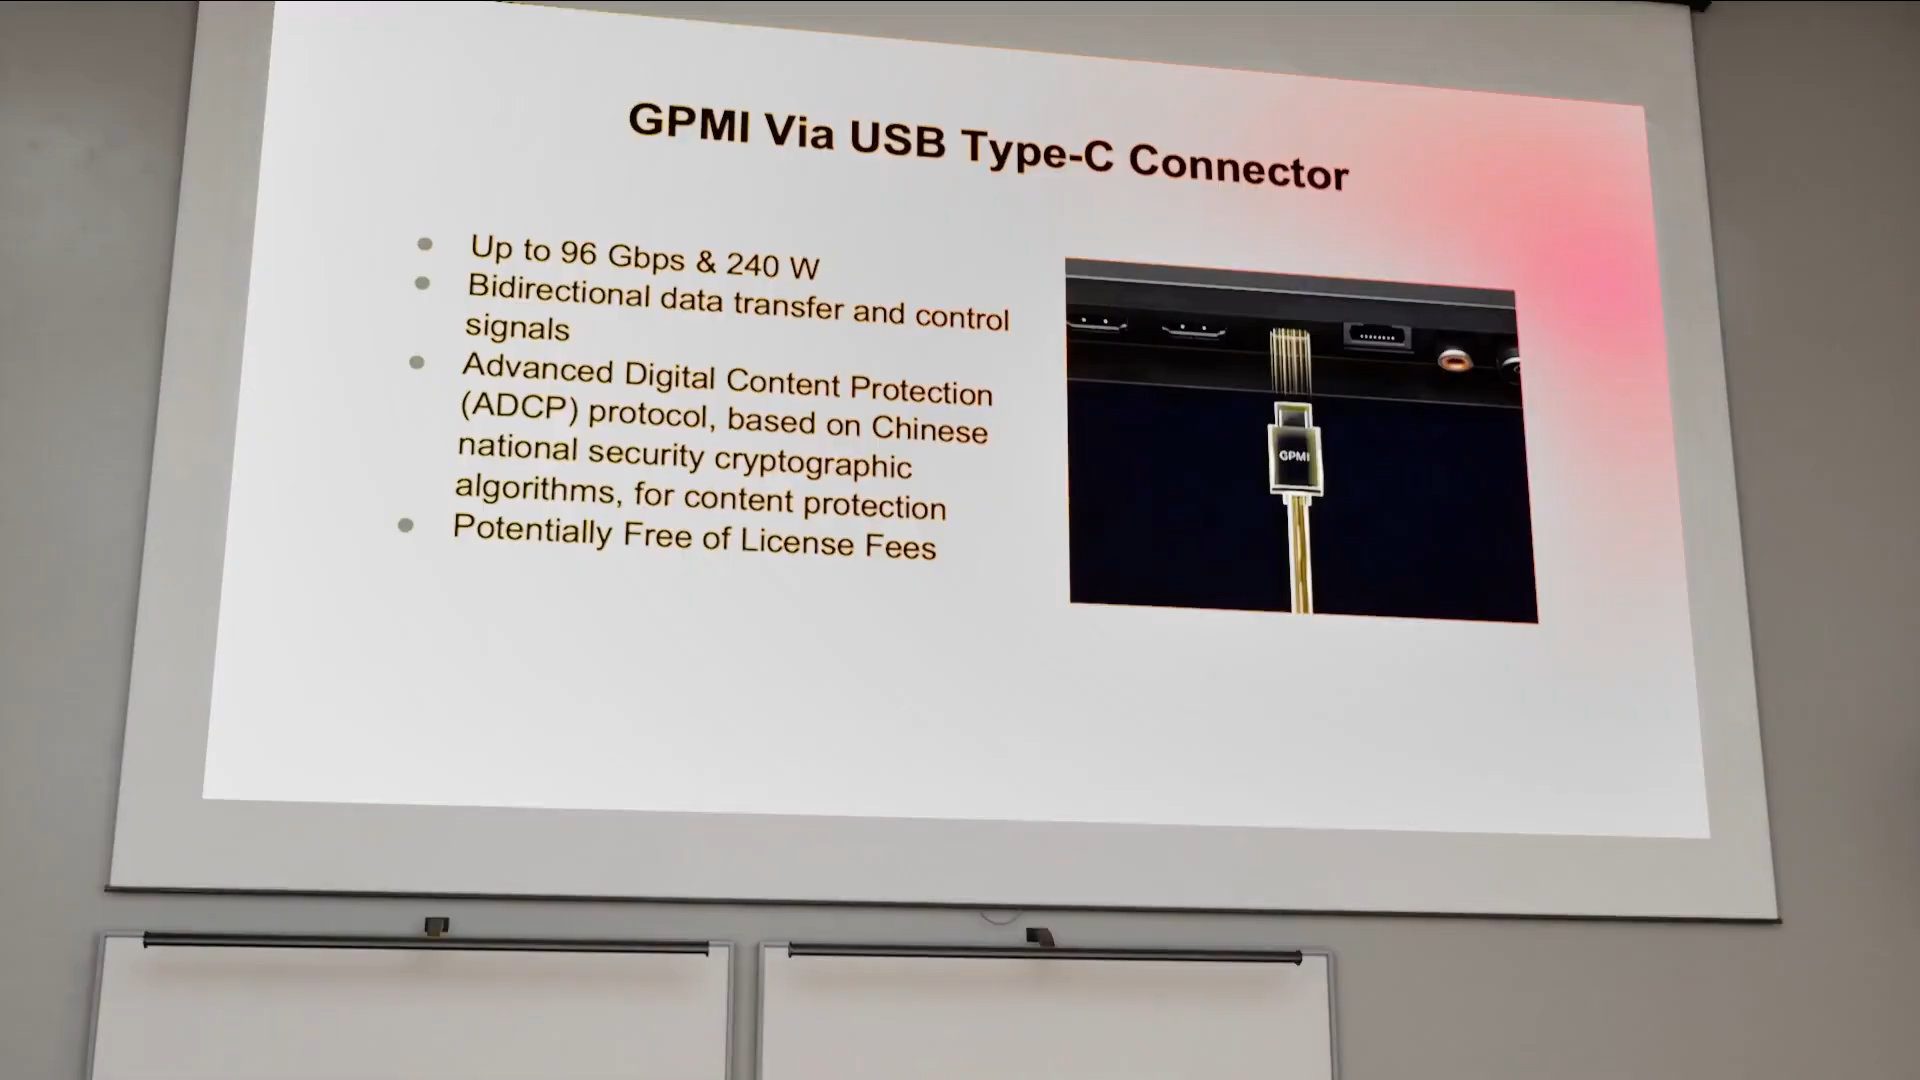 GPMI Via USB Type-C Connector
Up to 96 Gbps & 240 W
Bidirectional data transfer and control
signals
Advanced Digital Content Protection
(ADCP) protocol, based on Chinese
national security cryptographic
algorithms, for content protection
Potentially Free of License Fees
GPMI